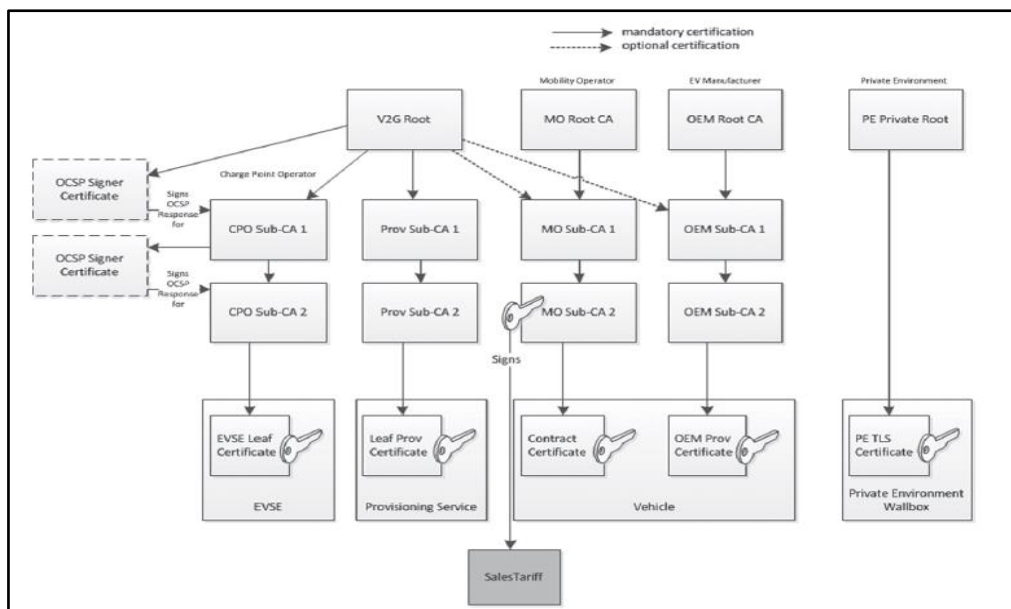 mandatory certification
optional certification
Mobility Operator
EV Manufacturer
Private Environment
V2G Root
MO Root CA
OEM Root CA
PE Private Root
OCSP Signer
Certificate
Signs
OCSP
Response
for
Charge Point Operator
CPO Sub-CA 1
Prov Sub-CA 1
MO Sub-CA 1
OEM Sub-CA 1
OCSP Signer
Certificate
Signs
OCSP
Response
for
CPO Sub-CA 2
Prov Sub-CA 2
MO Sub-CA 2
OEM Sub-CA 2
Signs
EVSE Leaf
Certificate
EVSE
Leaf Prov
Certificate
Provisioning Service
Contract
Certificate
OEM Prov
Certificate
Vehicle
PE TLS
Certificate
Private Environment
Wallbox
SalesTariff